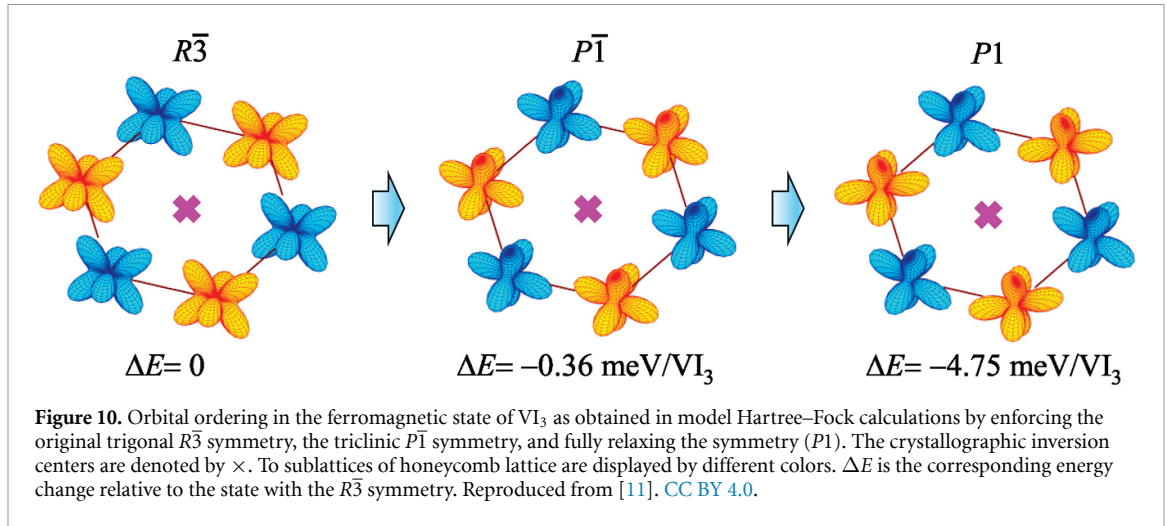 R3̅ P1̅ P1
ΔE= 0 ΔE= −0.36 meV/VI₃ ΔE= −4.75 meV/VI₃
Figure 10. Orbital ordering in the ferromagnetic state of VI₃ as obtained in model Hartree–Fock calculations by enforcing the
original trigonal R3̅ symmetry, the triclinic P1̅ symmetry, and fully relaxing the symmetry (P1). The crystallographic inversion
centers are denoted by ×. To sublattices of honeycomb lattice are displayed by different colors. ΔE is the corresponding energy
change relative to the state with the R3̅ symmetry. Reproduced from [11]. CC BY 4.0.